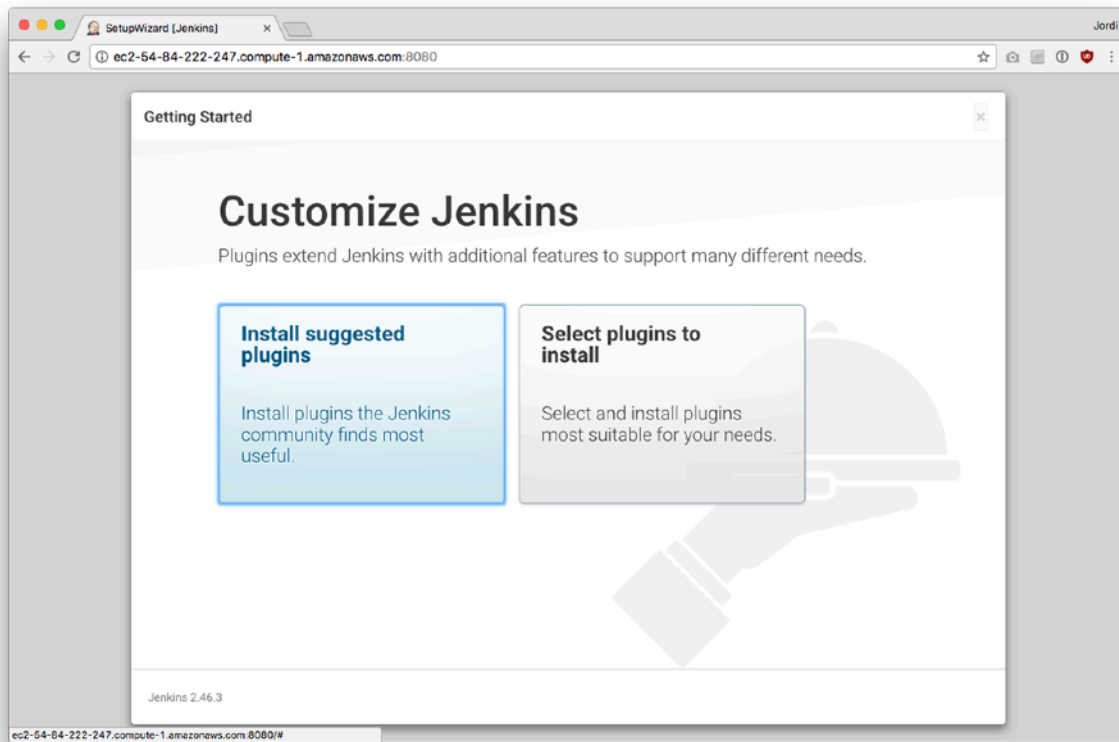 SetupWizard [Jenkins]
Jordi
ec2-54-84-222-247.compute-1.amazonaws.com:8080
Getting Started
Customize Jenkins
Plugins extend Jenkins with additional features to support many different needs.
Install suggested
plugins
Install plugins the Jenkins
community finds most
useful.
Select plugins to
install
Select and install plugins
most suitable for your needs.
Jenkins 2.46.3
ec2-54-84-222-247.compute-1.amazonaws.com:8080/#